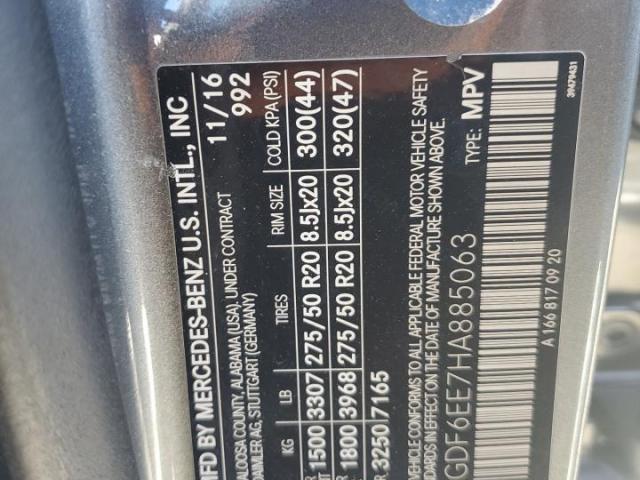 MFD BY MERCEDES-BENZ U.S. INTL., INC
ALOOSA COUNTY, ALABAMA (USA), UNDER CONTRACT 11/16
DAIMLER AG, STUTTGART (GERMANY) 992
KG LB TIRES RIM SIZE COLD KPA(PSI)
1500 3307 275/50 R20 8.5Jx20 300(44)
1800 3968 275/50 R20 8.5Jx20 320(47)
3250 7165
VEHICLE CONFORMS TO ALL APPLICABLE FEDERAL MOTOR VEHICLE SAFETY
IN EFFECT ON THE DATE OF MANUFACTURE SHOWN ABOVE.
GDF6EE7HA885063 TYPE: MPV
A 166 817 09 20 39479431